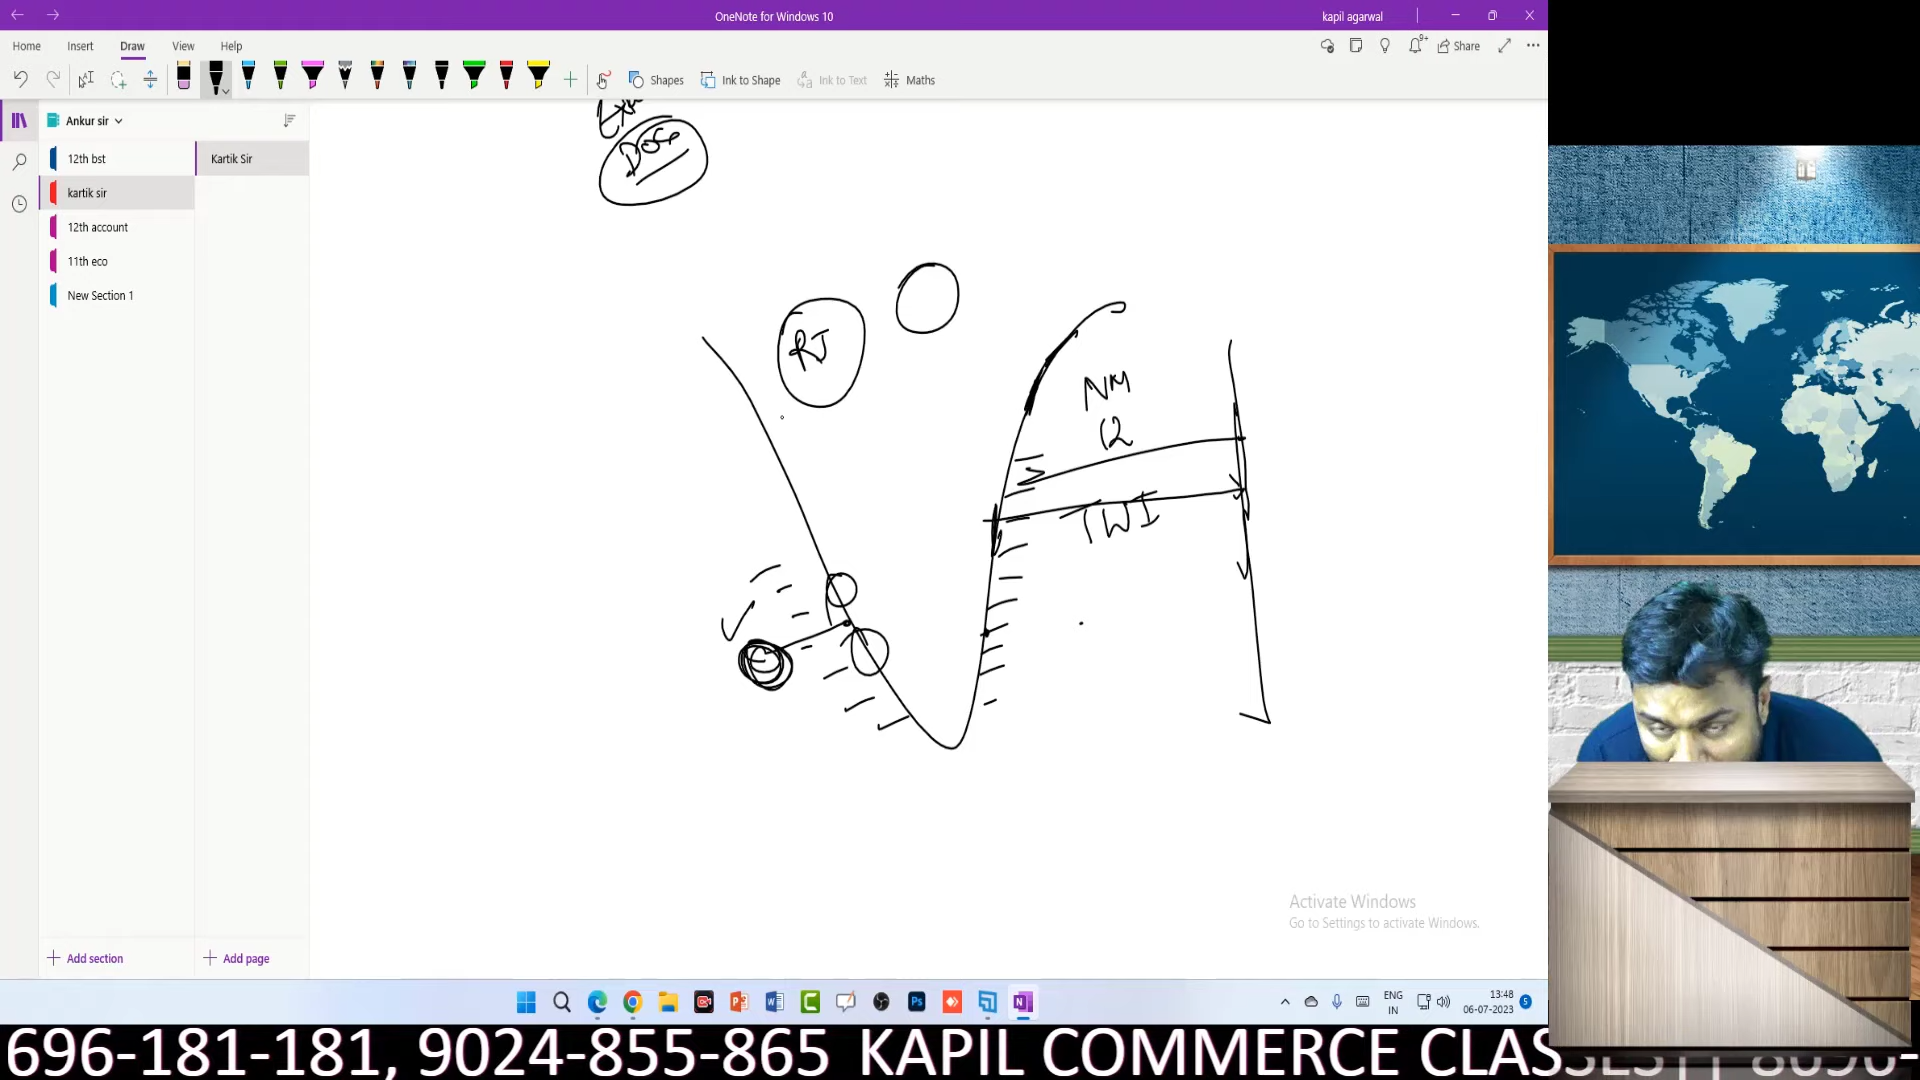 OneNote for Windows 10
kapil agarwal
Home Insert Draw View Help
Share
Shapes Ink to Shape Ink to Text Maths
Ankur sir
12th bst
kartik sir
12th account
11th eco
New Section 1
Kartik Sir
RJ
NM
12
TWI
Activate Windows
Go to Settings to activate Windows.
Add section
Add page
ENG
IN
13:48
06-07-2023
5
696-181-181, 9024-855-865 KAPIL COMMERCE CLASSES